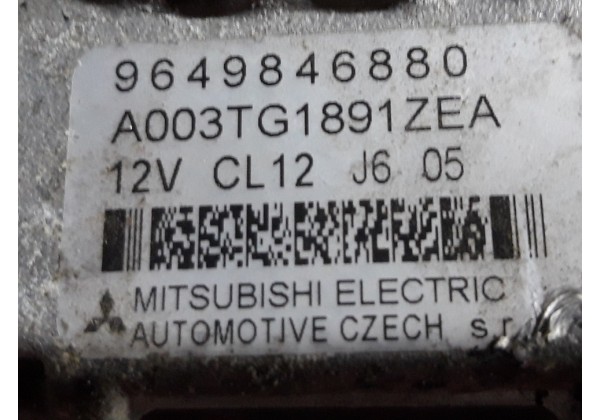 9649846880
A003TG1891ZEA
12V CL12 J6 05
MITSUBISHI ELECTRIC
AUTOMOTIVE CZECH s.r.